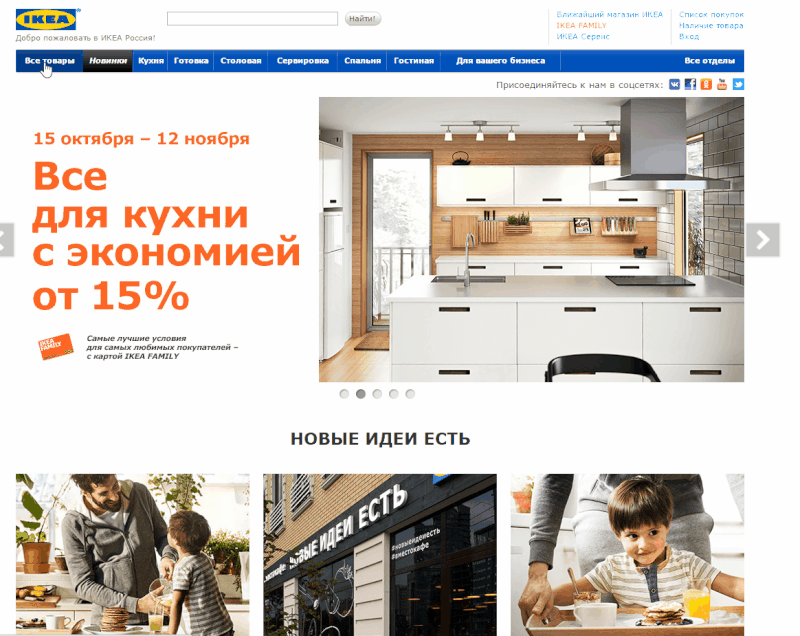 IKEA
Найти!
Ближайший магазин ИКЕА
IKEA FAMILY
ИКЕА Сервис
Список покупок
Наличие товара
Вход
Добро пожаловать в ИКЕА Россия!
Все товары
Новинки
Кухня
Готовка
Столовая
Сервировка
Спальня
Гостиная
Для вашего бизнеса
Все отделы
Присоединяйтесь к нам в соцсетях:
15 октября – 12 ноября
Все
для кухни
с экономией
от 15%
IKEA
FAMILY
Самые лучшие условия
для самых любимых покупателей –
с картой IKEA FAMILY
НОВЫЕ ИДЕИ ЕСТЬ
НОВЫЕ ИДЕИ ЕСТЬ
#новыеидеиесть
#вместокафе